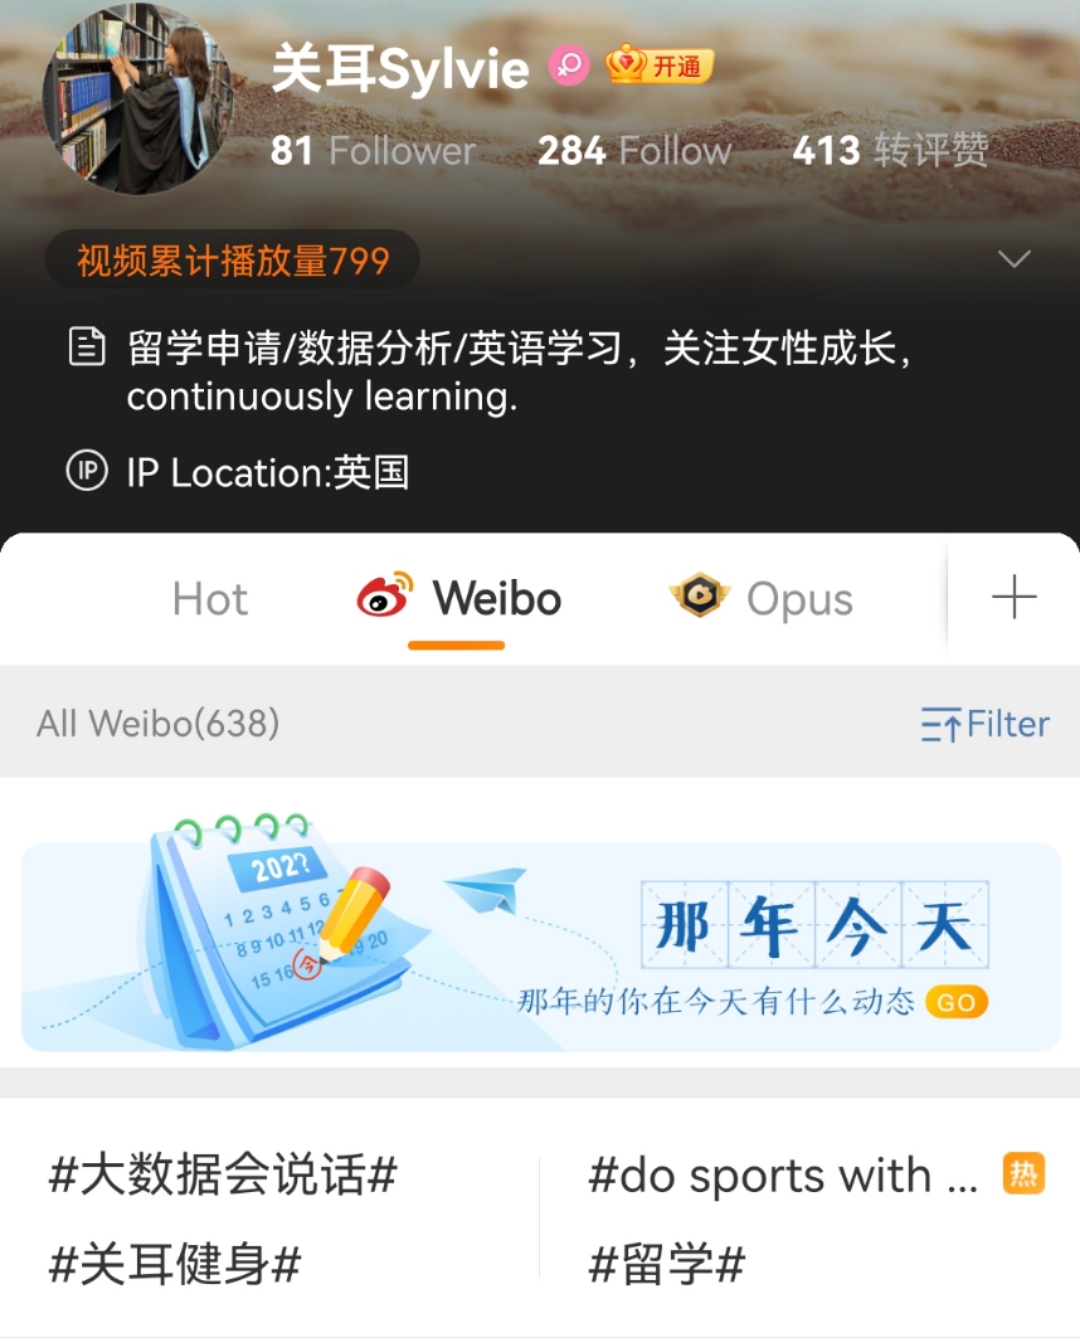 关耳Sylvie 开通
81 Follower 284 Follow 413 转评赞
视频累计播放量799
留学申请/数据分析/英语学习，关注女性成长，
continuously learning.
IP IP Location:英国
Hot Weibo Opus
All Weibo(638) Filter
202?
1 2 3 4 5 6 7
8 9 10 11 12 19 20
15 16 今
那年今天
那年的你在今天有什么动态 GO
#大数据会说话# #do sports with ... 热
#关耳健身# #留学#